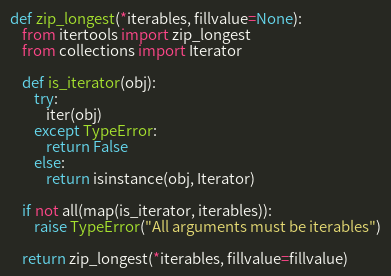 def zip_longest(*iterables, fillvalue=None):
from itertools import zip_longest
from collections import Iterator
def is_iterator(obj):
try:
iter(obj)
except TypeError:
return False
else:
return isinstance(obj, Iterator)
if not all(map(is_iterator, iterables)):
raise TypeError("All arguments must be iterables")
return zip_longest(*iterables, fillvalue=fillvalue)